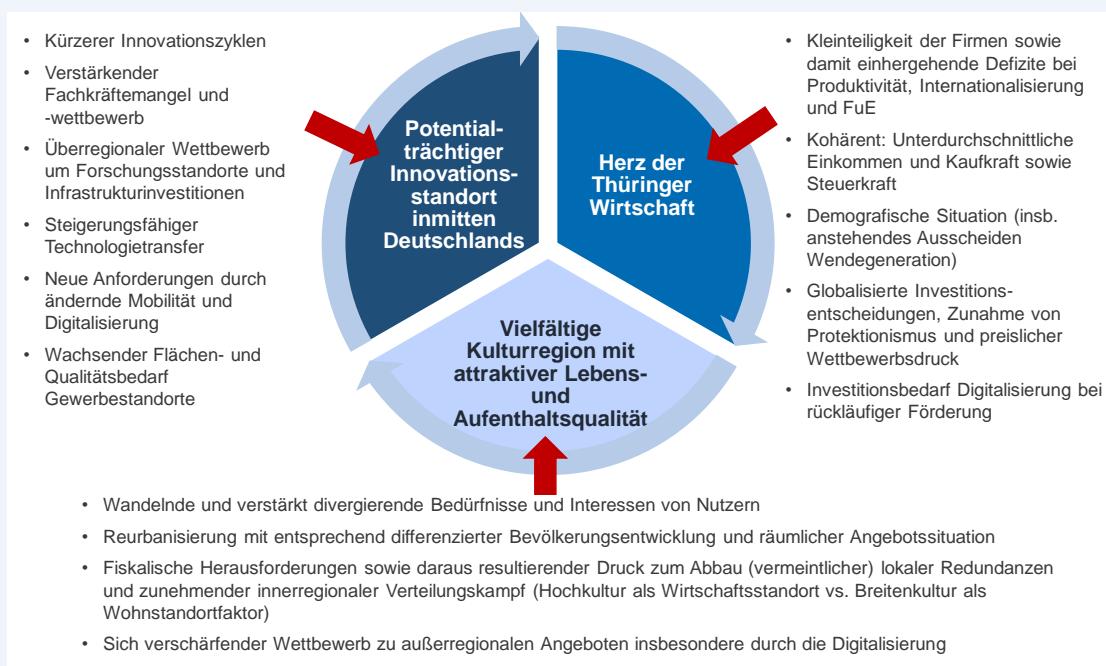 • Kürzerer Innovationszyklen
• Verstärkender
Fachkräftemangel und
-wettbewerb
• Überregionaler Wettbewerb
um Forschungsstandorte und
Infrastrukturinvestitionen
• Steigerungsfähiger
Technologietransfer
• Neue Anforderungen durch
ändernde Mobilität und
Digitalisierung
• Wachsender Flächen- und
Qualitätsbedarf
Gewerbestandorte
Potential-
trächtiger
Innovations-
standort
inmitten
Deutschlands
Herz der
Thüringer
Wirtschaft
Vielfältige
Kulturregion mit
attraktiver Lebens-
und
Aufenthaltsqualität
• Kleinteiligkeit der Firmen sowie
damit einhergehende Defizite bei
Produktivität, Internationalisierung
und FuE
• Kohärent: Unterdurchschnittliche
Einkommen und Kaufkraft sowie
Steuerkraft
• Demografische Situation (insb.
anstehendes Ausscheiden
Wendegeneration)
• Globalisierte Investitions-
entscheidungen, Zunahme von
Protektionismus und preislicher
Wettbewerbsdruck
• Investitionsbedarf Digitalisierung bei
rückläufiger Förderung
• Wandelnde und verstärkt divergierende Bedürfnisse und Interessen von Nutzern
• Reurbanisierung mit entsprechend differenzierter Bevölkerungsentwicklung und räumlicher Angebotssituation
• Fiskalische Herausforderungen sowie daraus resultierender Druck zum Abbau (vermeintlicher) lokaler Redundanzen
und zunehmender innerregionaler Verteilungskampf (Hochkultur als Wirtschaftsstandort vs. Breitenkultur als
Wohnstandortfaktor)
• Sich verschärfender Wettbewerb zu außerregionalen Angeboten insbesondere durch die Digitalisierung